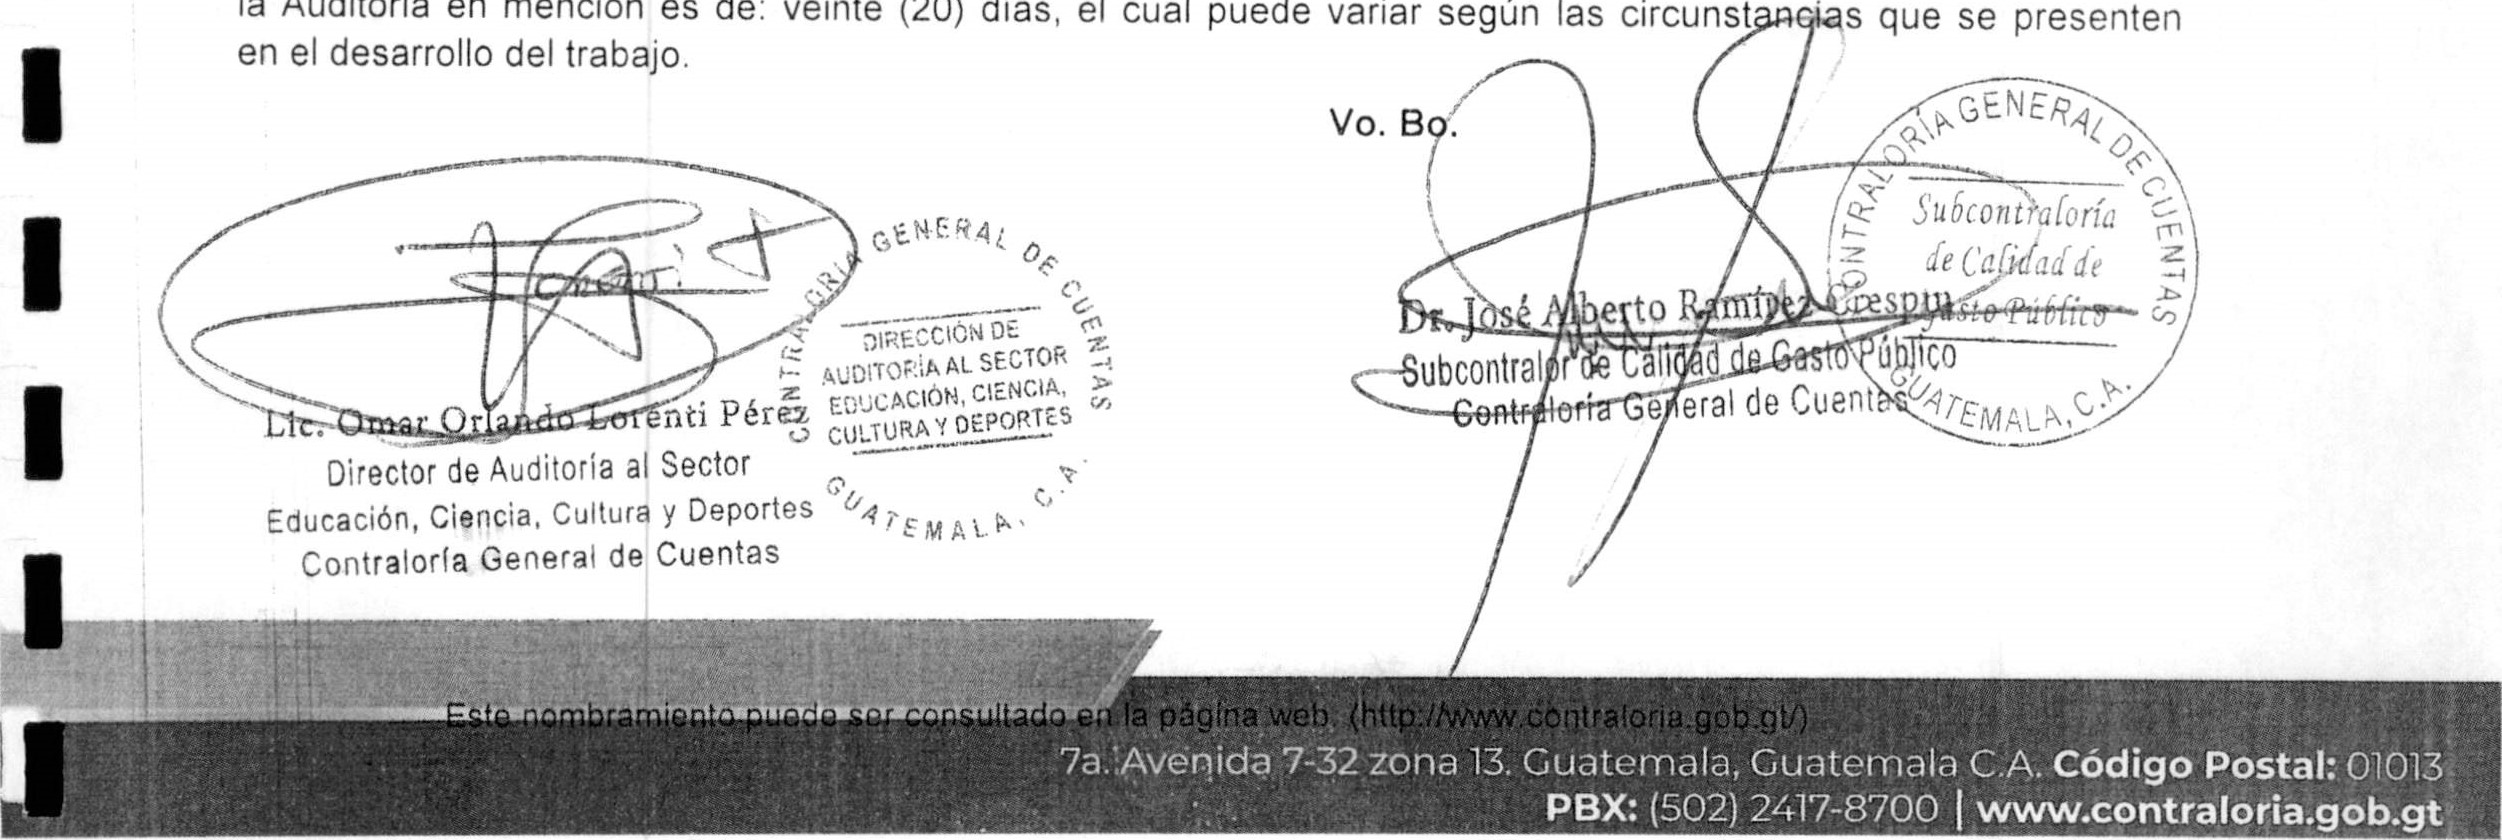 la Auditoría en mención es de: veinte (20) días, el cual puede variar según las circunstancias que se presenten
en el desarrollo del trabajo.
Vo. Bo.
CONTRALORÍA GENERAL DE CUENTAS
Subcontraloría
de Calidad de
Gasto Público
GUATEMALA, C.A.
Dr. José Alberto Ramírez Crespin
Subcontralor de Calidad de Gasto Público
Contraloría General de Cuentas
CONTRALORÍA GENERAL DE CUENTAS
DIRECCIÓN DE
AUDITORÍA AL SECTOR
EDUCACIÓN, CIENCIA,
CULTURA Y DEPORTES
GUATEMALA, C.A.
Lic. Omar Orlando Lorenti Pérez
Director de Auditoría al Sector
Educación, Ciencia, Cultura y Deportes
Contraloría General de Cuentas
Este nombramiento puede ser consultado en la página web. (http://www.contraloria.gob.gt/)
7a. Avenida 7-32 zona 13. Guatemala, Guatemala C.A. Código Postal: 01013
PBX: (502) 2417-8700 | www.contraloria.gob.gt